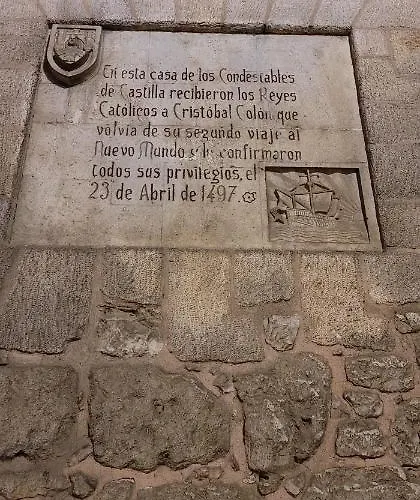 En esta casa de los Condestables
de Castilla recibieron los Reyes
Católicos a Cristóbal Colón que
volvia de su segundo viaje al
Nuevo Mundo y le confirmaron
todos sus privilegios, el
23 de Abril de 1497.